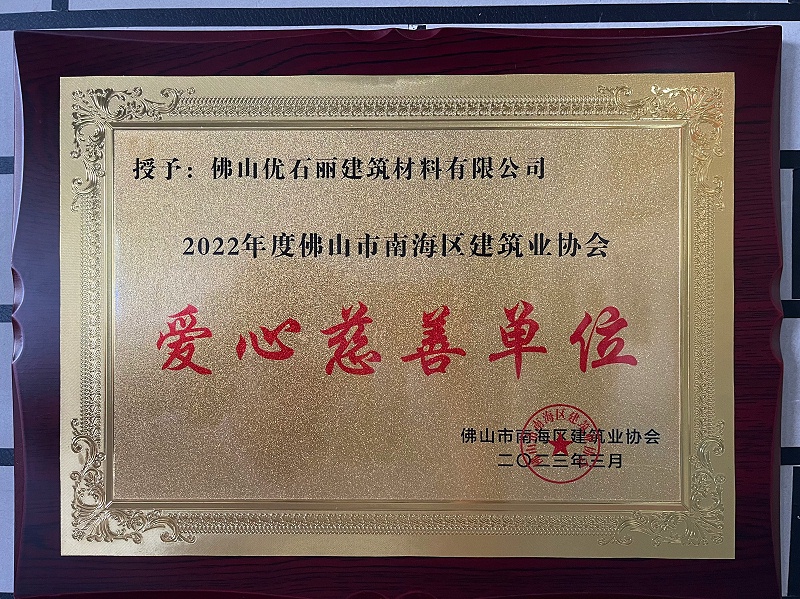 授予：佛山优石丽建筑材料有限公司
2022年度佛山市南海区建筑业协会
爱心慈善单位
佛山市南海区建筑业协会
二〇二三年三月